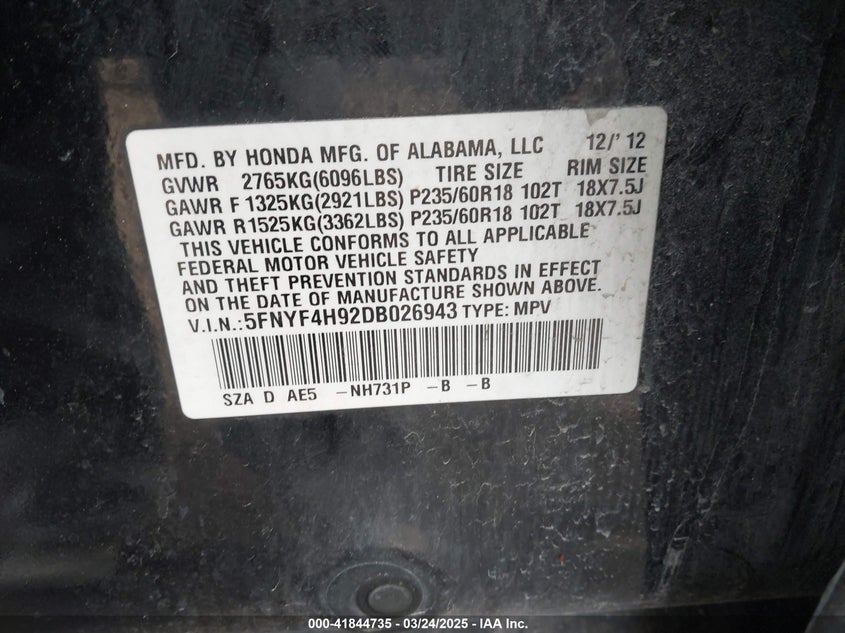 MFD. BY HONDA MFG. OF ALABAMA, LLC 12/' 12
GVWR 2765KG(6096LBS) TIRE SIZE RIM SIZE
GAWR F 1325KG(2921LBS) P235/60R18 102T 18X7.5J
GAWR R1525KG(3362LBS) P235/60R18 102T 18X7.5J
THIS VEHICLE CONFORMS TO ALL APPLICABLE
FEDERAL MOTOR VEHICLE SAFETY
AND THEFT PREVENTION STANDARDS IN EFFECT
ON THE DATE OF MANUFACTURE SHOWN ABOVE.
V.I.N.:5FNYF4H92DB026943 TYPE: MPV
SZA D AE5 -NH731P -B -B
000-41844735 - 03/24/2025 - IAA Inc.